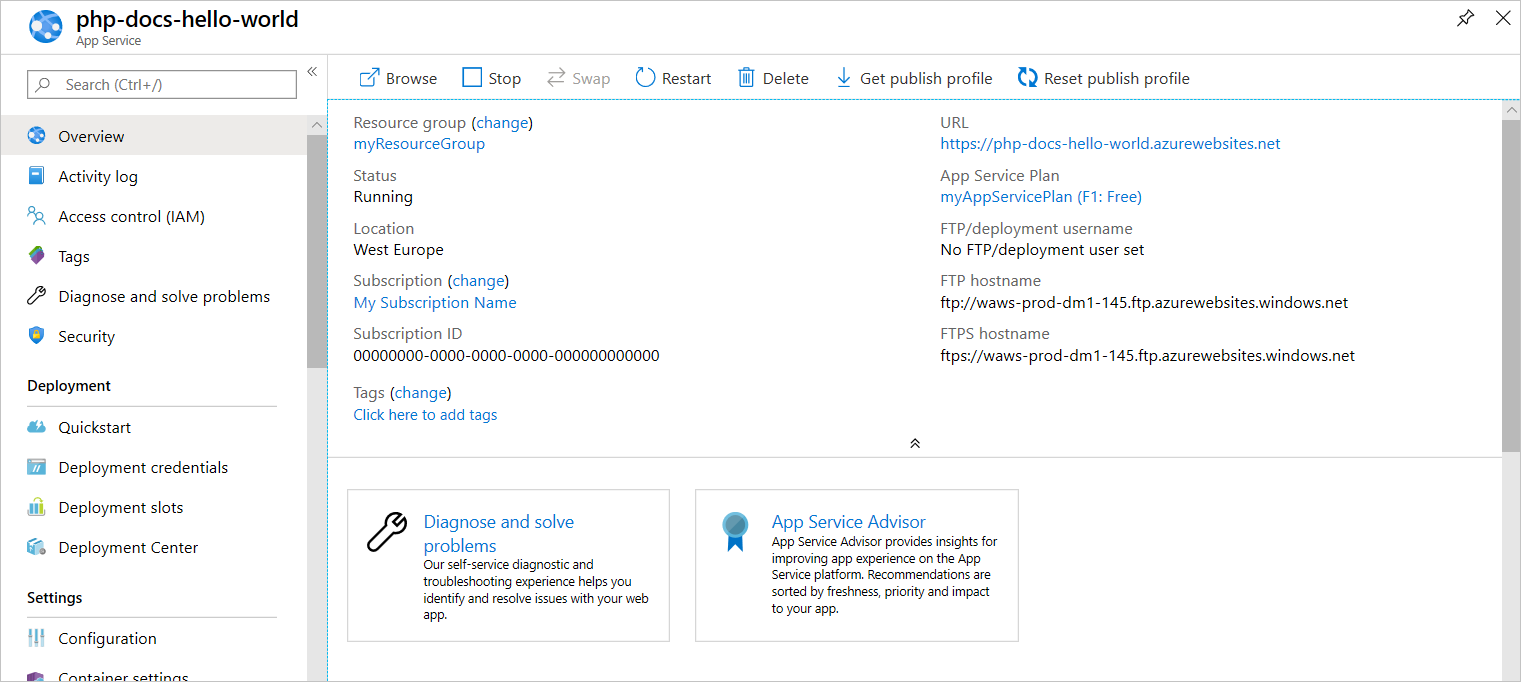 php-docs-hello-world
App Service
Search (Ctrl+/)
Overview
Activity log
Access control (IAM)
Tags
Diagnose and solve problems
Security
Deployment
Quickstart
Deployment credentials
Deployment slots
Deployment Center
Settings
Configuration
Container settings
Browse Stop Swap Restart Delete Get publish profile Reset publish profile
Resource group (change)
myResourceGroup
Status
Running
Location
West Europe
Subscription (change)
My Subscription Name
Subscription ID
00000000-0000-0000-0000-000000000000
Tags (change)
Click here to add tags
URL
https://php-docs-hello-world.azurewebsites.net
App Service Plan
myAppServicePlan (F1: Free)
FTP/deployment username
No FTP/deployment user set
FTP hostname
ftp://waws-prod-dm1-145.ftp.azurewebsites.windows.net
FTPS hostname
ftps://waws-prod-dm1-145.ftp.azurewebsites.windows.net
Diagnose and solve
problems
Our self-service diagnostic and
troubleshooting experience helps you
identify and resolve issues with your web
app.
App Service Advisor
App Service Advisor provides insights for
improving app experience on the App
Service platform. Recommendations are
sorted by freshness, priority and impact
to your app.